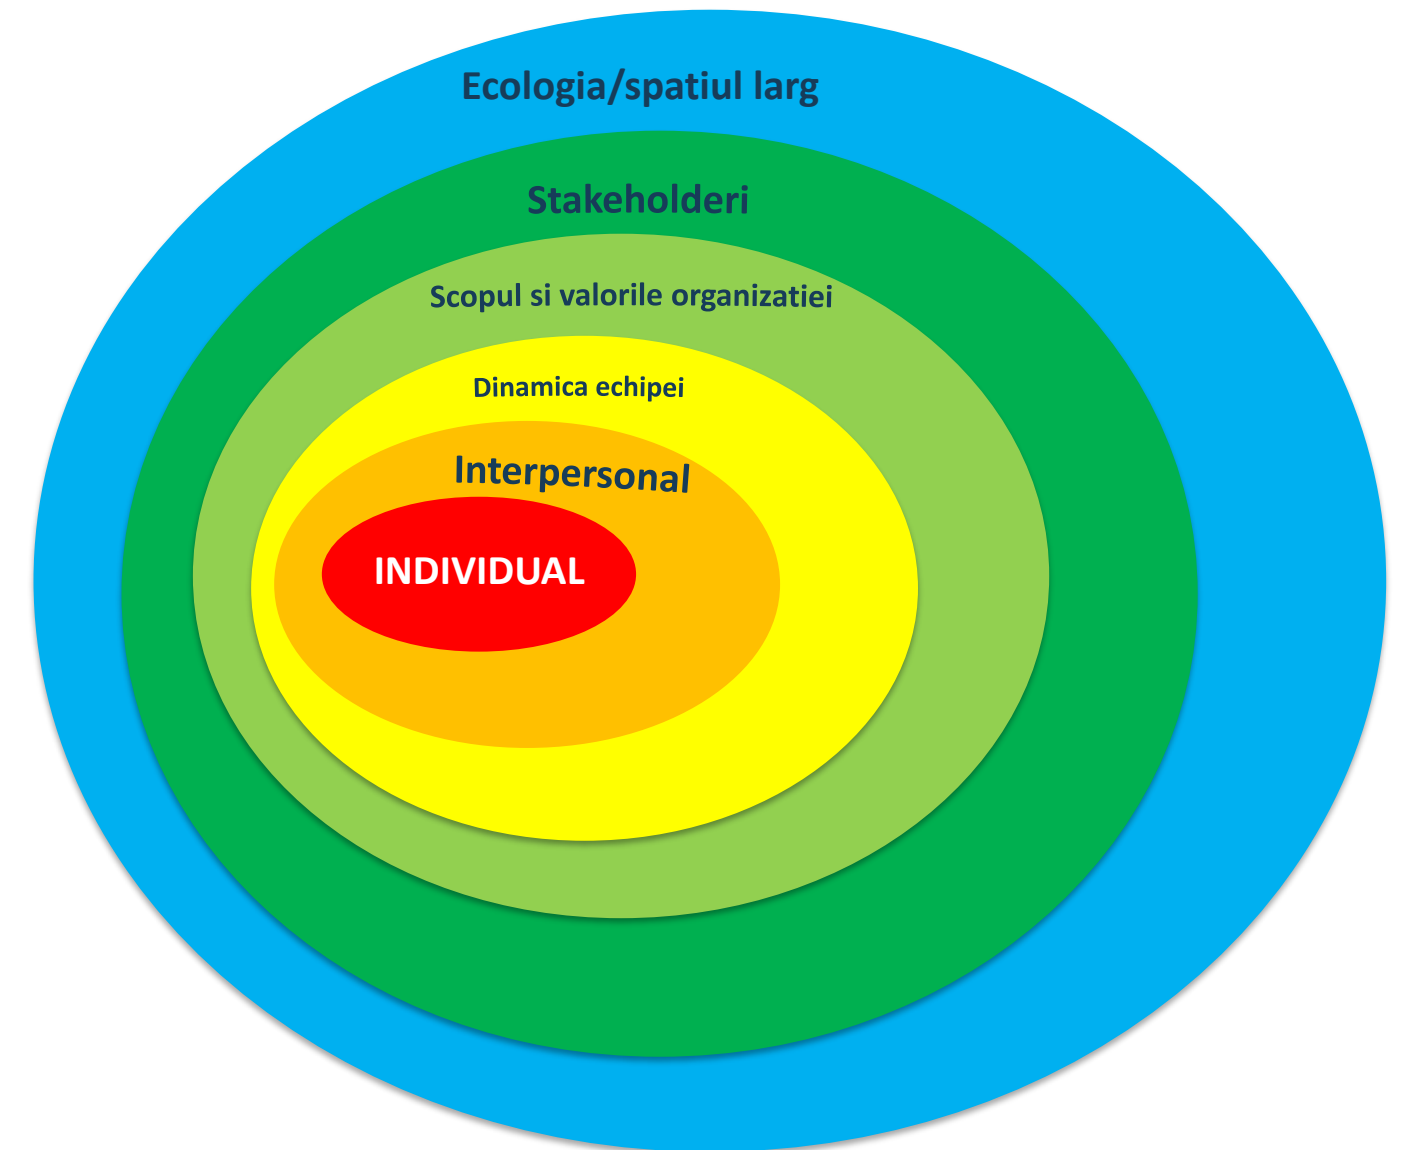 Ecologia/spatiul larg
Stakeholderi
Scopul si valorile organizatiei
Dinamica echipei
Interpersonal
INDIVIDUAL